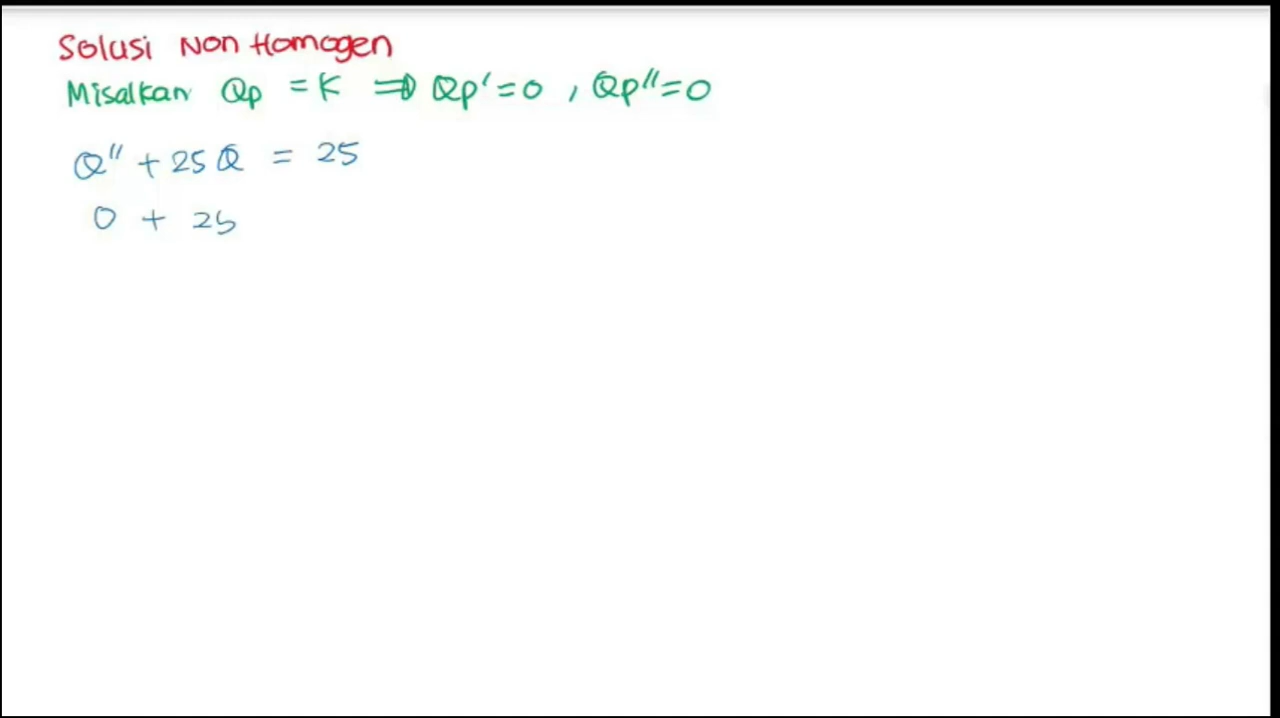 Solusi Non Homogen
Misalkan Qp = K ⇒ Qp' = 0 , Qp'' = 0
Q'' + 25 Q = 25
0 + 25